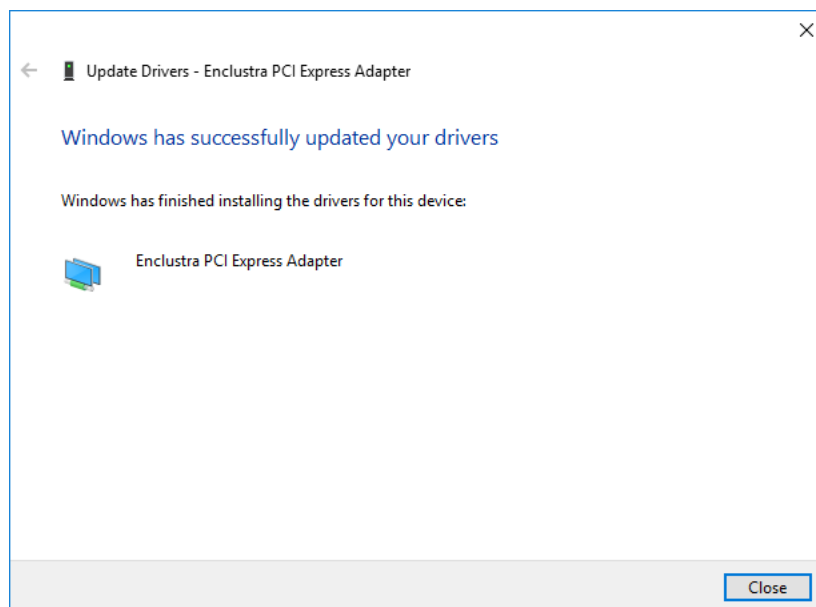 Update Drivers - Enclustra PCI Express Adapter
Windows has successfully updated your drivers
Windows has finished installing the drivers for this device:
Enclustra PCI Express Adapter
Close